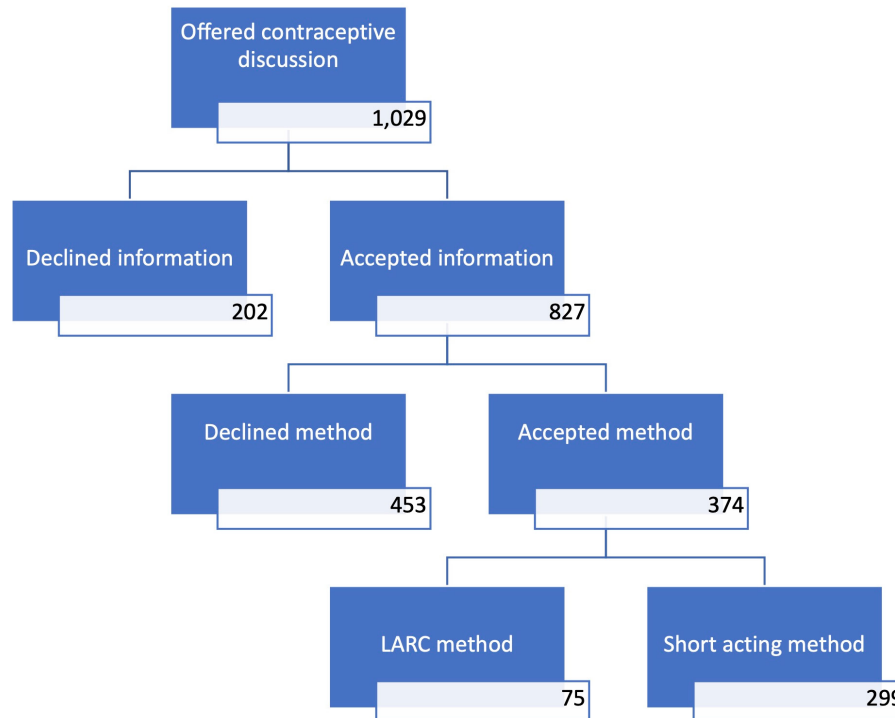 Offered contraceptive
discussion
1,029
Declined information
202
Accepted information
827
Declined method
453
Accepted method
374
LARC method
75
Short acting method
299